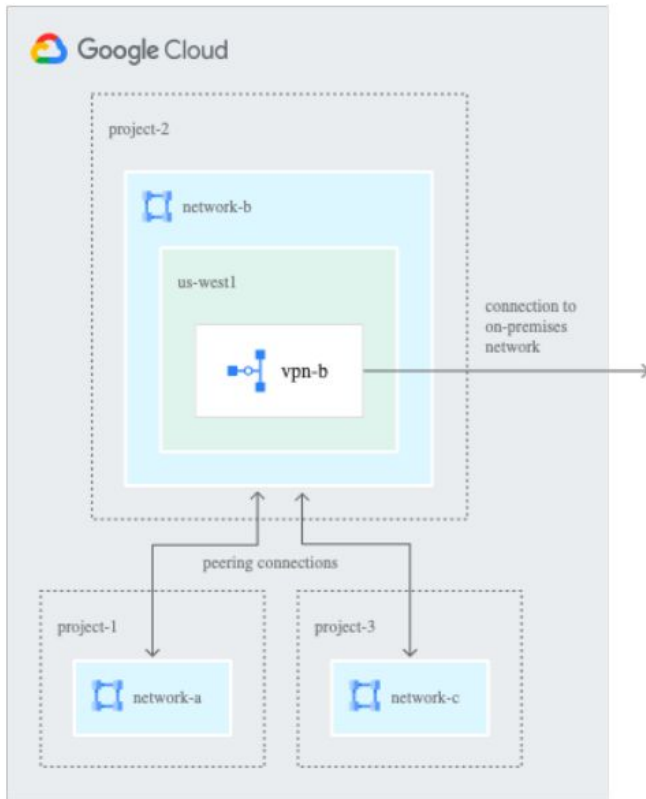 Google Cloud
project-2
network-b
us-west1
vpn-b
connection to
on-premises
network
peering connections
project-1
network-a
project-3
network-c